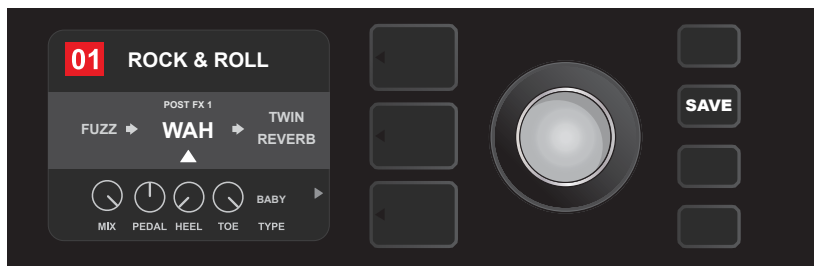 01 ROCK & ROLL
POST FX 1
FUZZ WAH TWIN
REVERB
BABY
MIX PEDAL HEEL TOE TYPE
SAVE